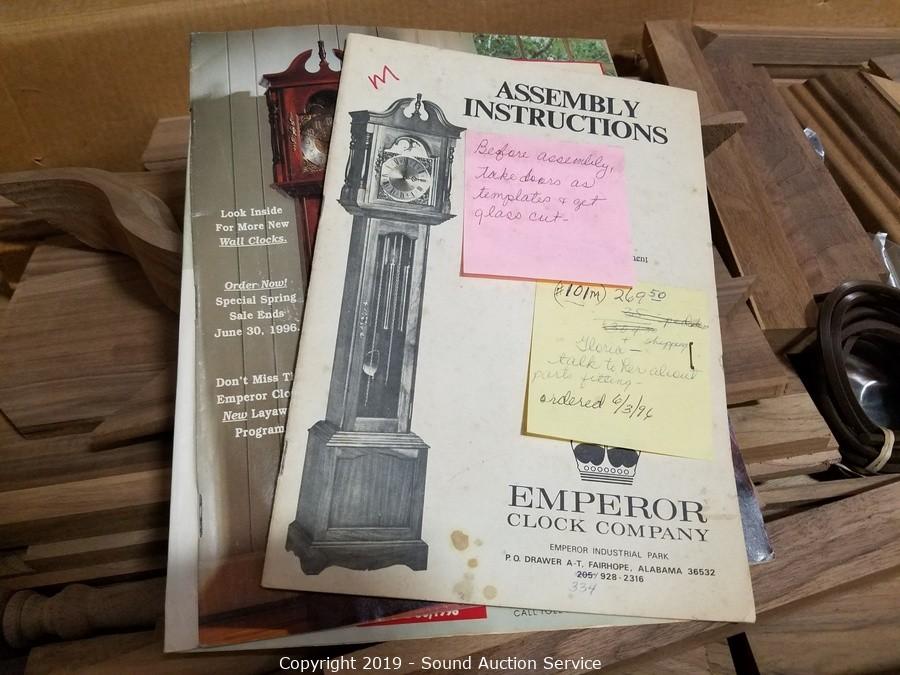 Look Inside
For More New
Wall Clocks.
Order Now!
Special Spring
Sale Ends
June 30, 1996.
Don't Miss
Emperor
New
Program
M
ASSEMBLY
INSTRUCTIONS
Before assembly,
take doors as
templates & get
glass cut-
(#101M) 269.50
+ shipping
Gloria -
talk to her about
parts fitting -
ordered 6/3/96
EMPEROR
CLOCK COMPANY
EMPEROR INDUSTRIAL PARK
P.O. DRAWER A-T. FAIRHOPE, ALABAMA 36532
205/ 928-2316
334
Copyright 2019 - Sound Auction Service